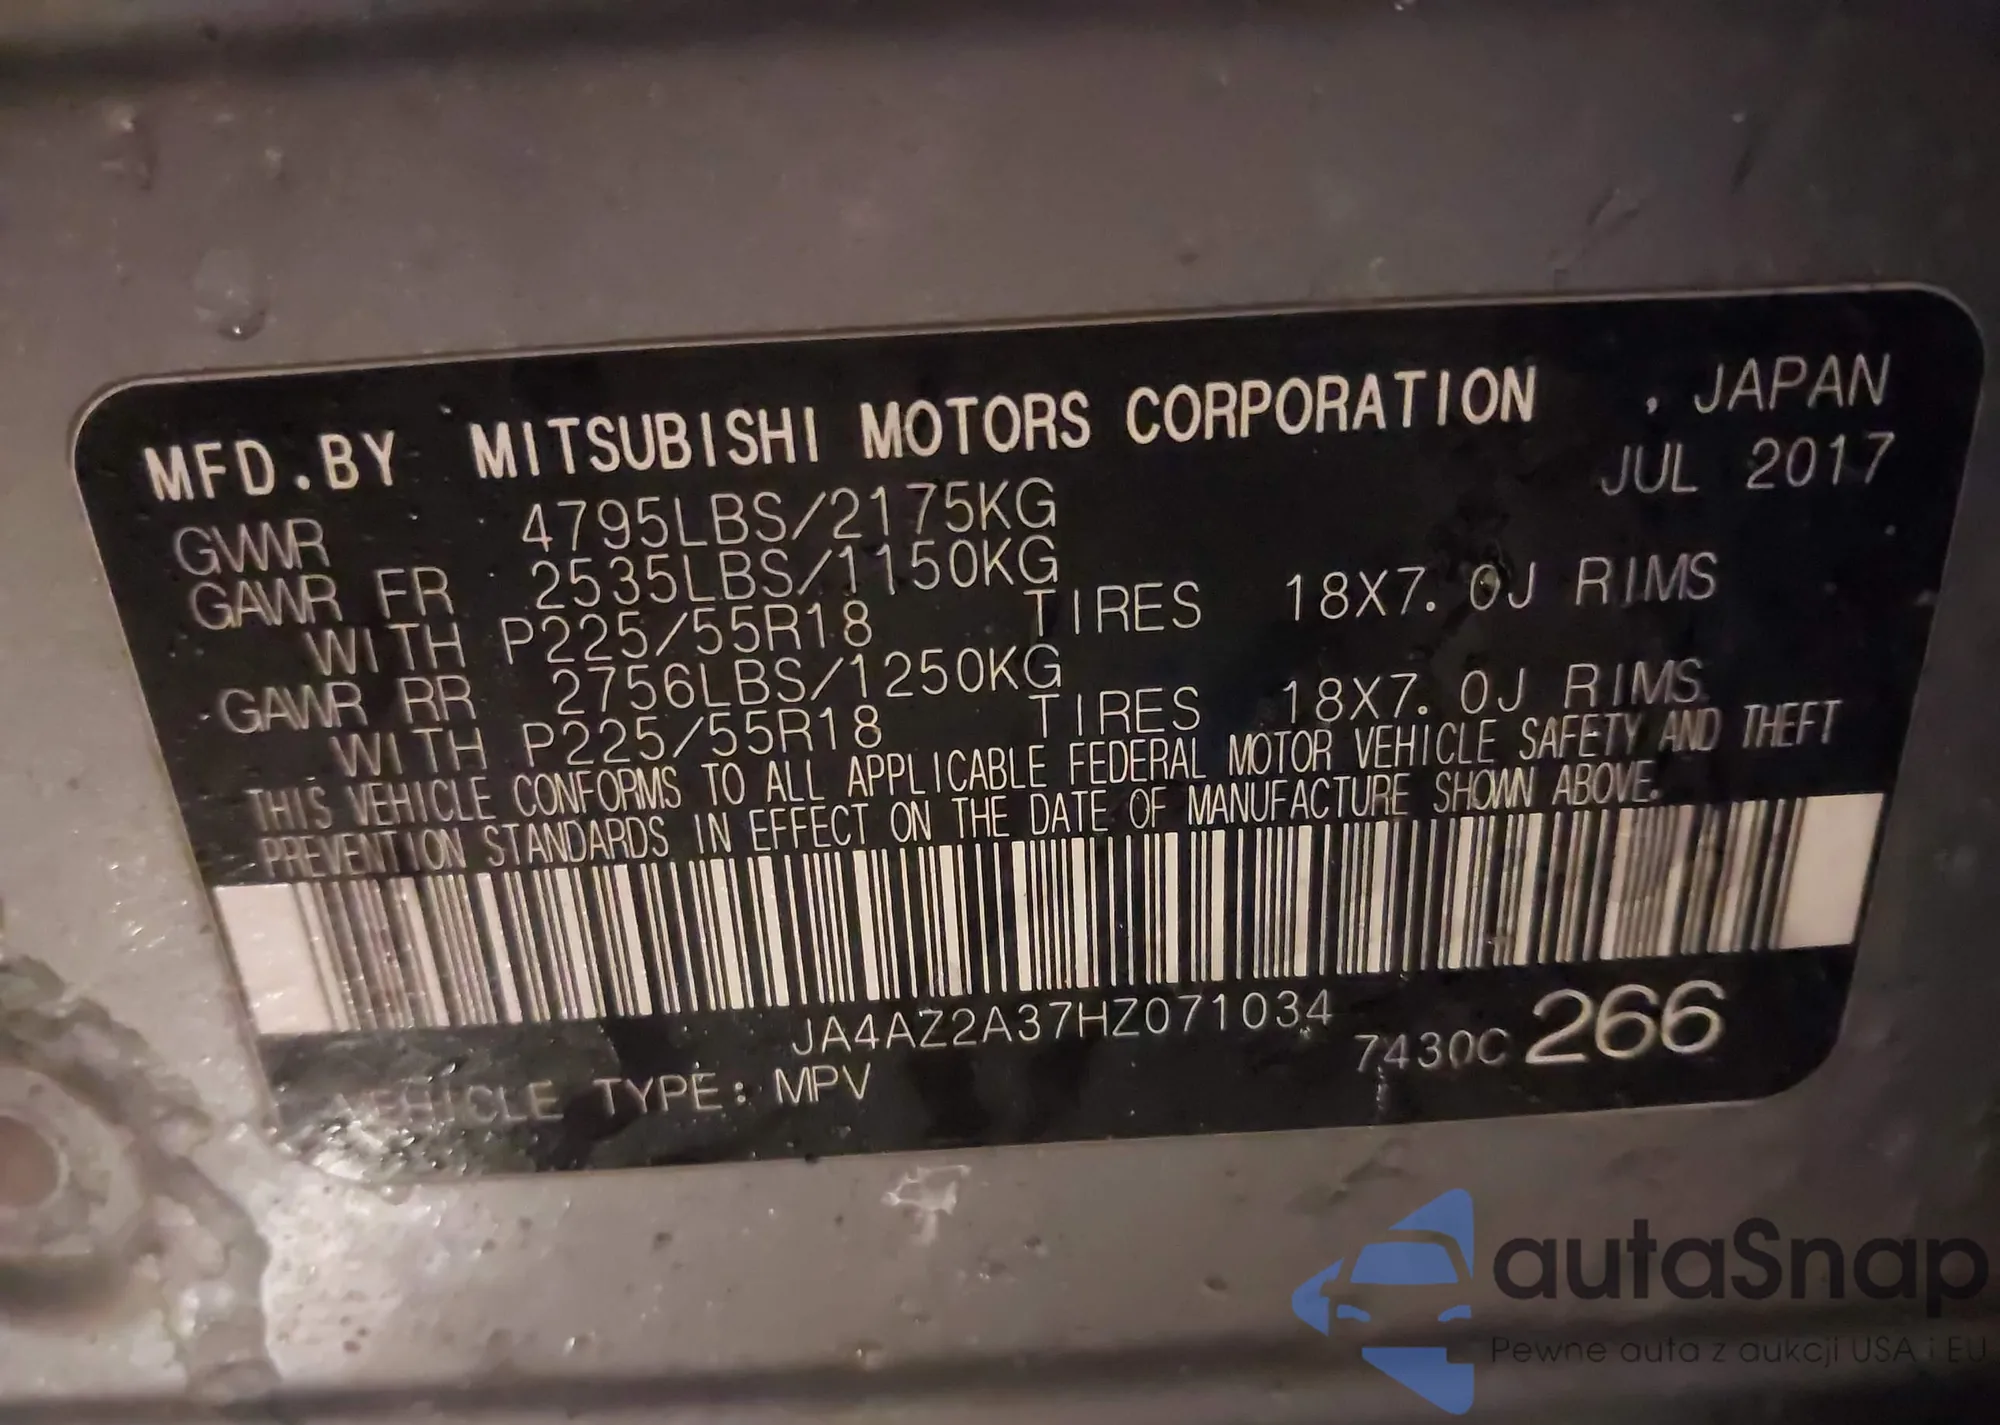 MFD.BY MITSUBISHI MOTORS CORPORATION , JAPAN
JUL 2017
GVWR 4795LBS/2175KG
GAWR FR 2535LBS/1150KG
WITH P225/55R18 TIRES 18X7.0J RIMS
GAWR RR 2756LBS/1250KG
WITH P225/55R18 TIRES 18X7.0J RIMS
THIS VEHICLE CONFORMS TO ALL APPLICABLE FEDERAL MOTOR VEHICLE SAFETY AND THEFT
PREVENTION STANDARDS IN EFFECT ON THE DATE OF MANUFACTURE SHOWN ABOVE.
JA4AZ2A37HZ071034
7430C 266
VEHICLE TYPE: MPV
autaSnap
Pewne auta z aukcji USA i EU